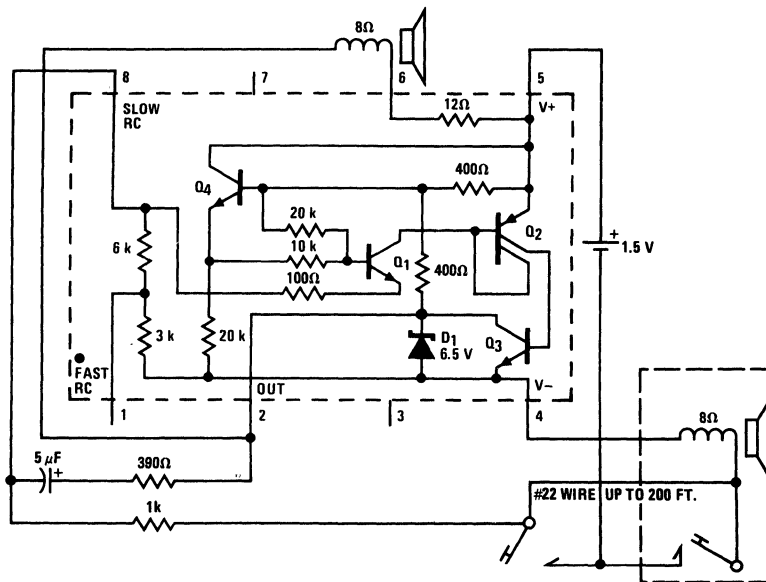 8Ω
8
7
6
5
SLOW
RC
12Ω
V+
Q4
400Ω
20 k
Q2
6 k
10 k
Q1
400Ω
+
1.5 V
100Ω
3 k
20 k
D1
6.5 V
Q3
FAST
RC
OUT
V−
1
2
3
4
8Ω
5 μF
+
390Ω
#22 WIRE UP TO 200 FT.
1k